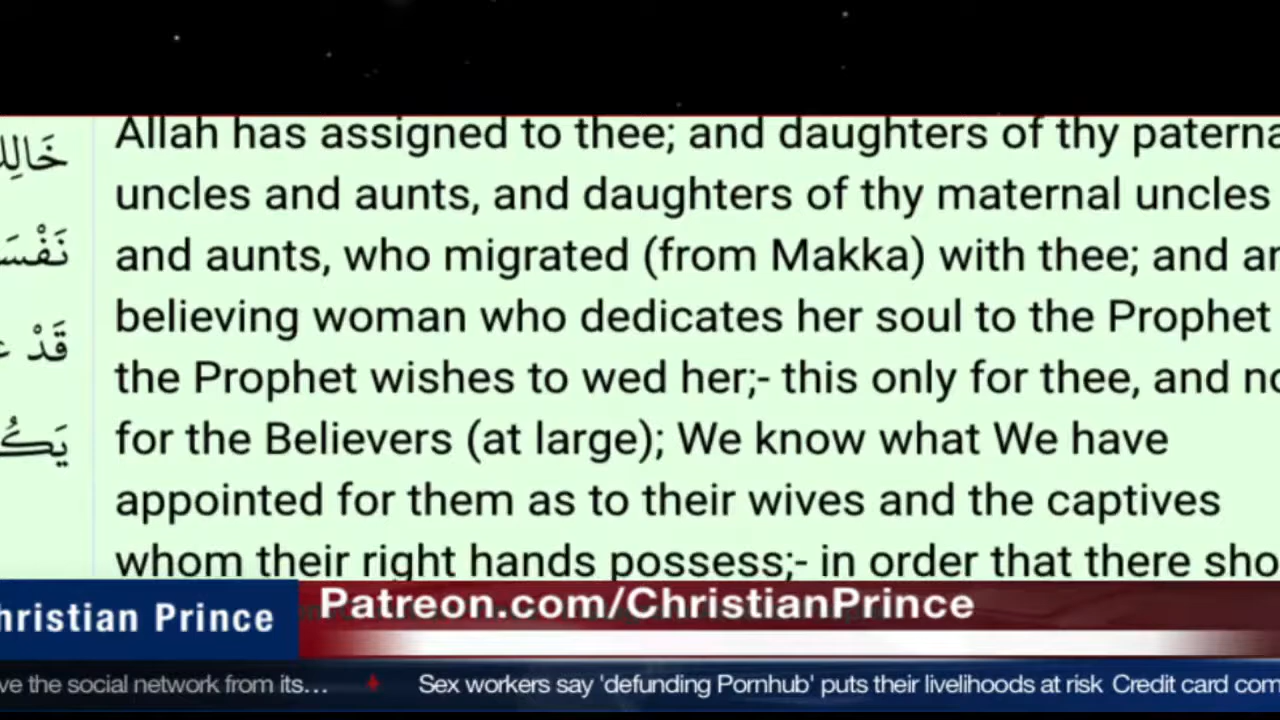 Allah has assigned to thee; and daughters of thy paterna
uncles and aunts, and daughters of thy maternal uncles
and aunts, who migrated (from Makka) with thee; and an
believing woman who dedicates her soul to the Prophet
the Prophet wishes to wed her;- this only for thee, and no
for the Believers (at large); We know what We have
appointed for them as to their wives and the captives
whom their right hands possess;- in order that there sho
خَالِكَ
نَفْسَ
قَدْ عَ
يَكُ
hristian Prince
Patreon.com/ChristianPrince
ve the social network from its... Sex workers say 'defunding Pornhub' puts their livelihoods at risk Credit card com